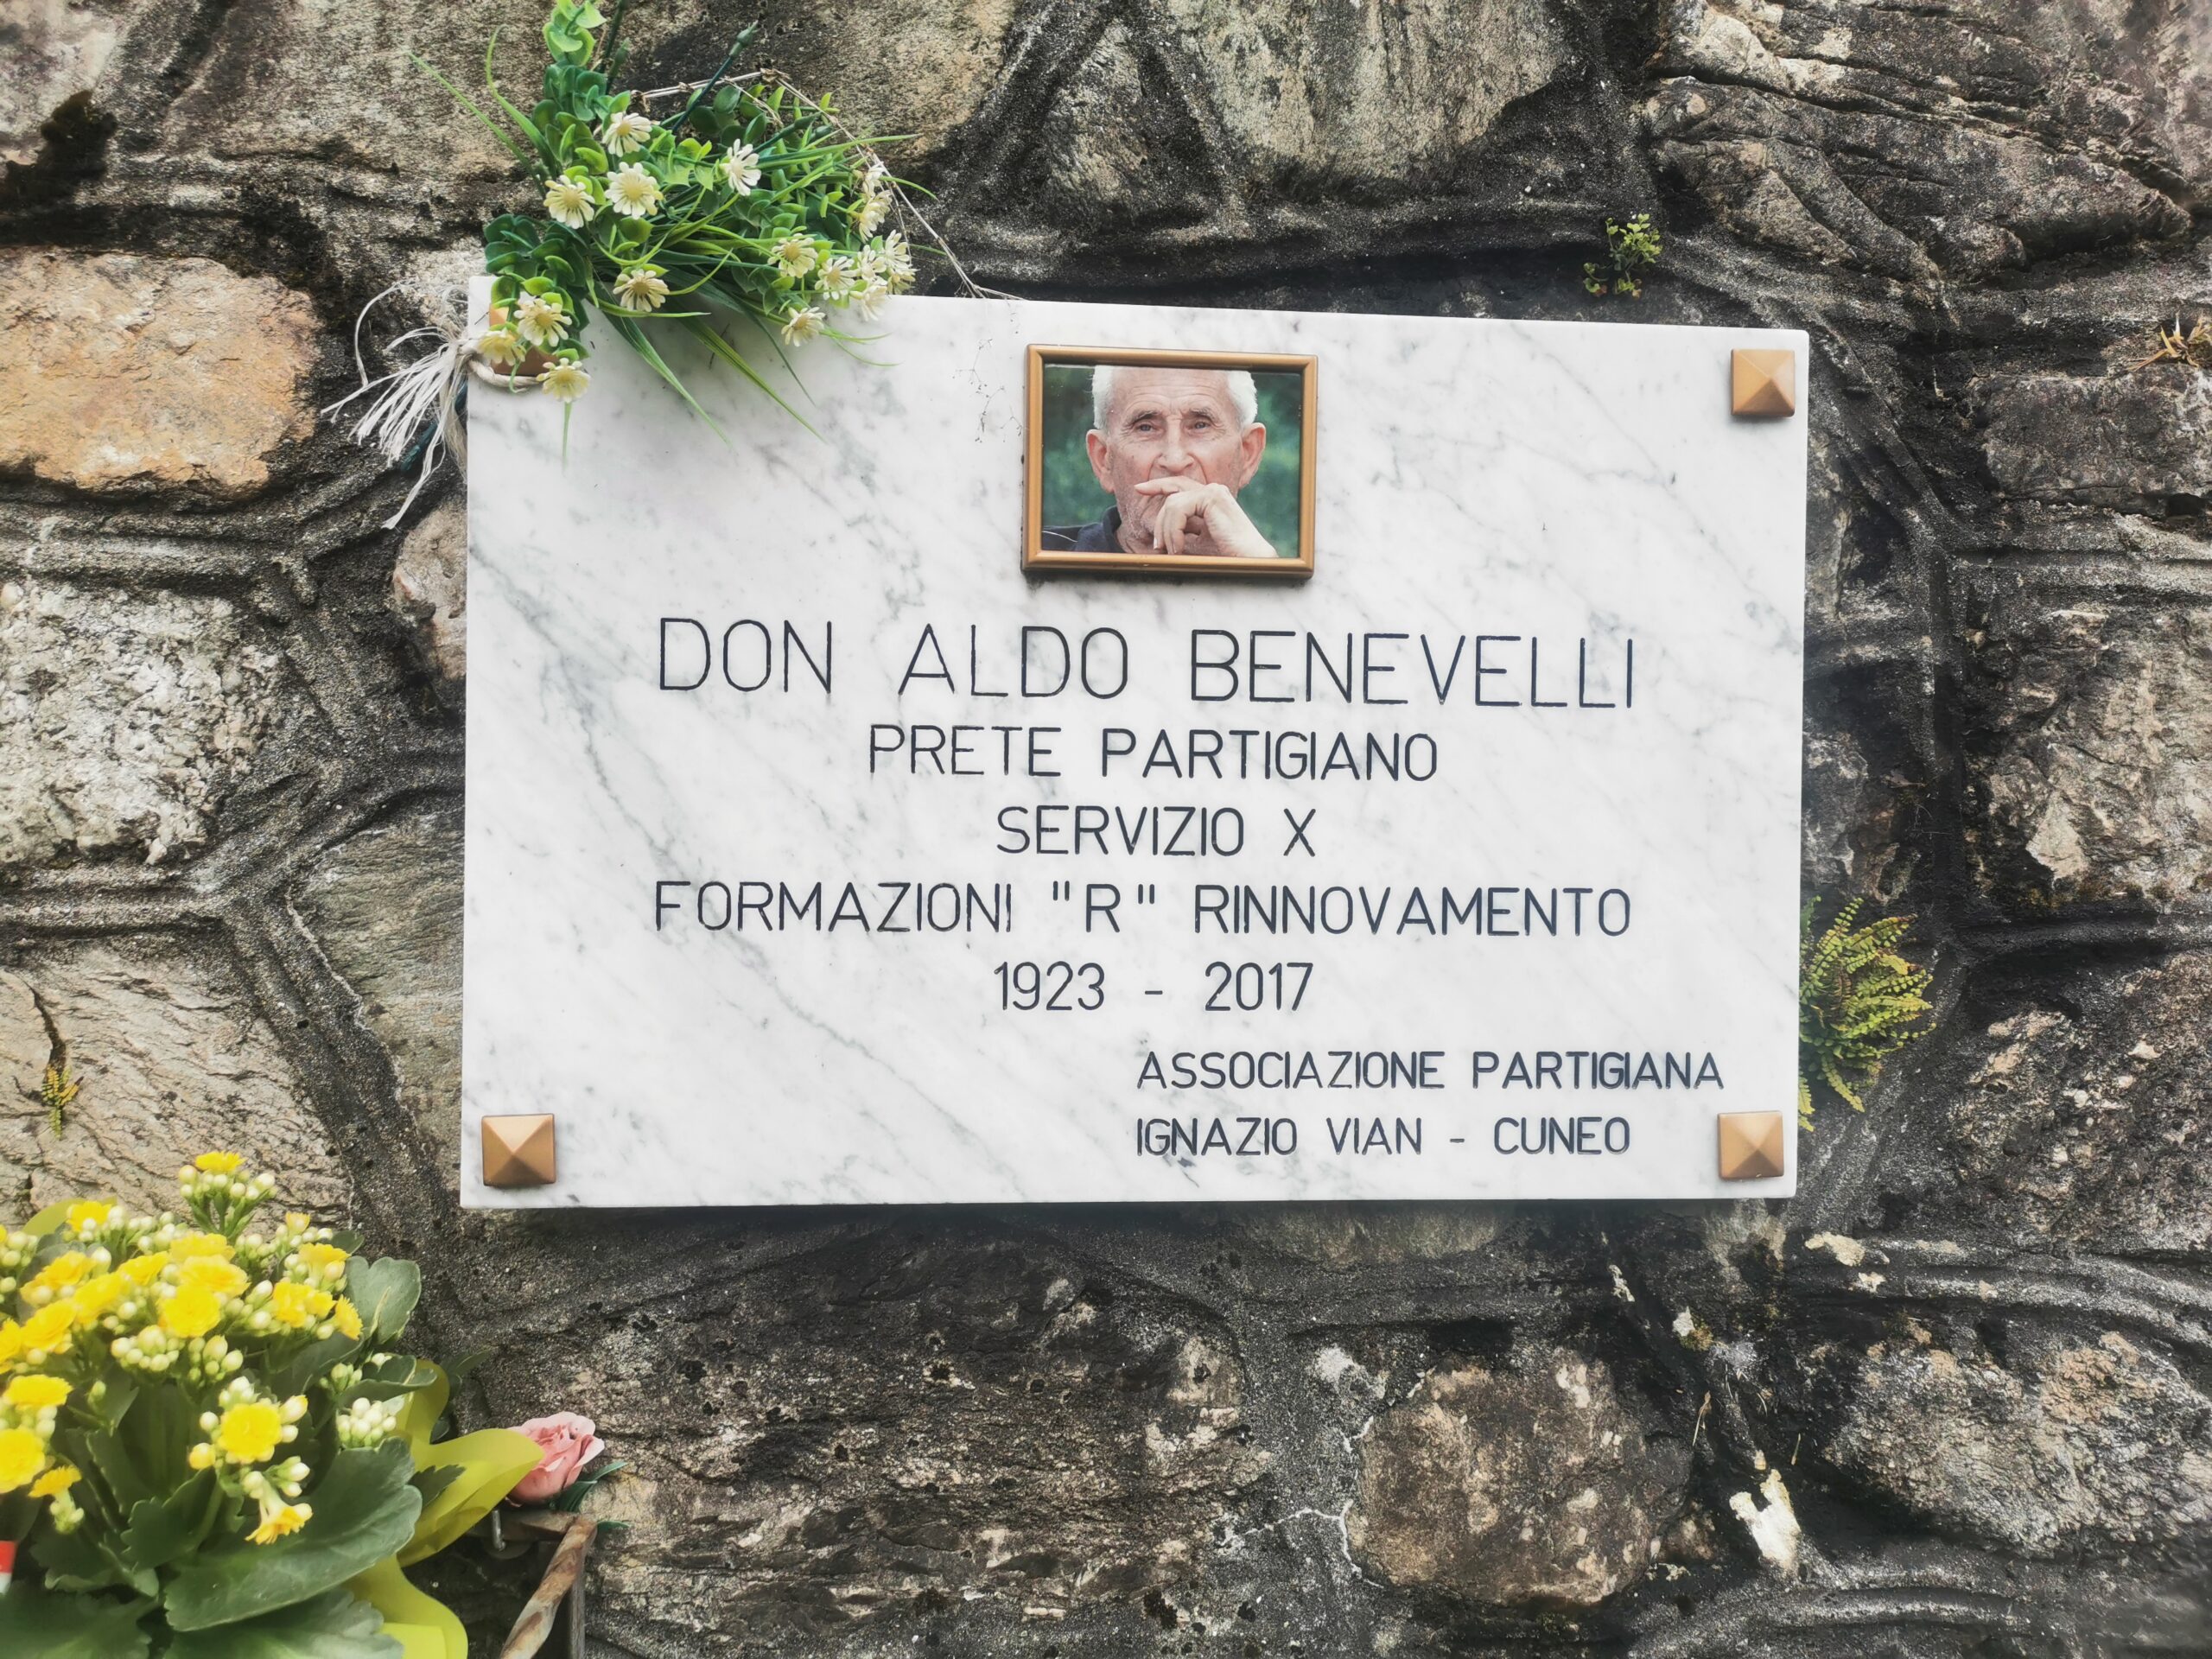 DON ALDO BENEVELLI
PRETE PARTIGIANO
SERVIZIO X
FORMAZIONI "R" RINNOVAMENTO
1923 - 2017
ASSOCIAZIONE PARTIGIANA
IGNAZIO VIAN - CUNEO